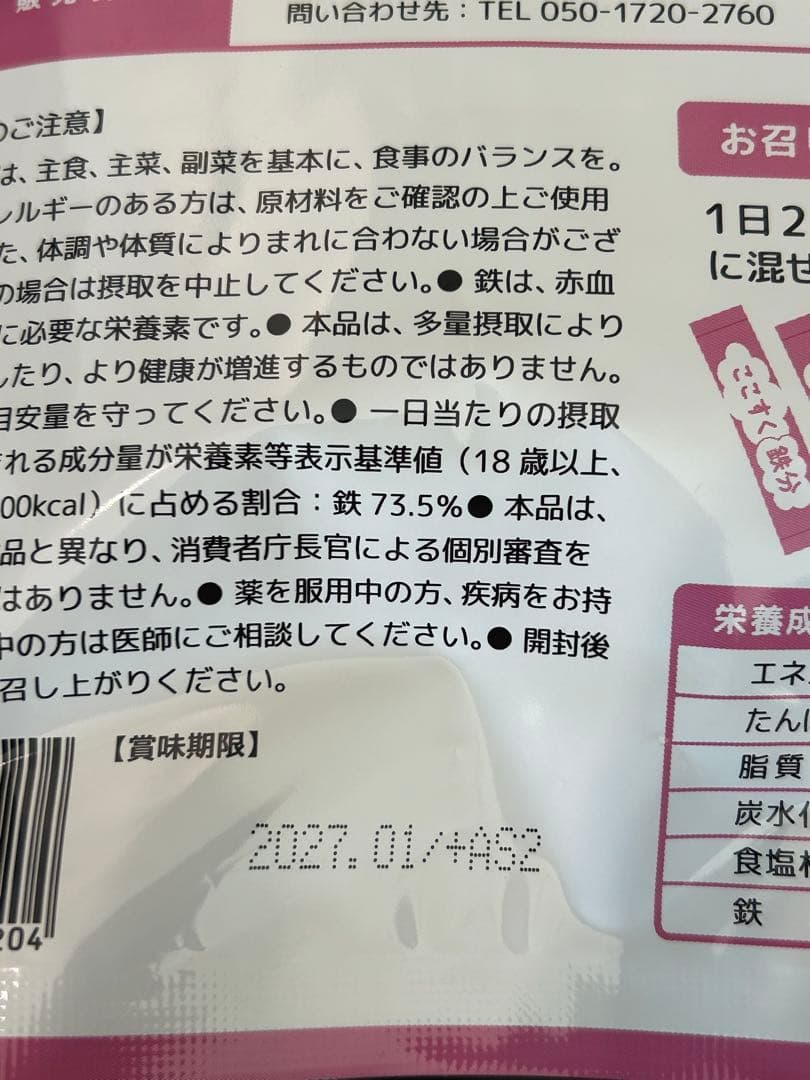 問い合わせ先：TEL 050-1720-2760
のご注意】
は、主食、主菜、副菜を基本に、食事のバランスを。
レルギーのある方は、原材料をご確認の上ご使用
た、体調や体質によりまれに合わない場合がござ
の場合は摂取を中止してください。● 鉄は、赤血
に必要な栄養素です。● 本品は、多量摂取により
したり、より健康が増進するものではありません。
目安量を守ってください。● 一日当たりの摂取
まれる成分量が栄養素等表示基準値（18 歳以上、
00kcal）に占める割合：鉄 73.5%● 本品は、
品と異なり、消費者庁長官による個別審査を
はありません。● 薬を服用中の方、疾病をお持
中の方は医師にご相談してください。● 開封後
召し上がりください。
【賞味期限】
2027.01/+AS2
204
お召
1日2
に混ぜ
ここすく 鉄分
栄養成
エネ
たん
脂質
炭水化
食塩相
鉄